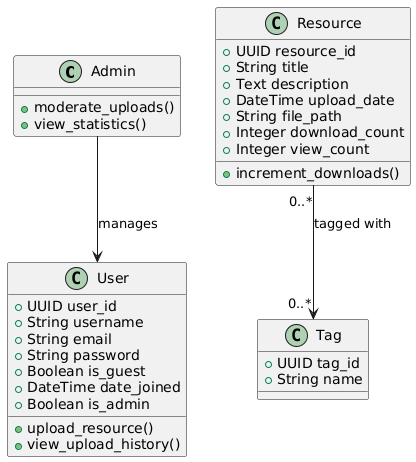 C Admin
+ moderate_uploads()
+ view_statistics()
C Resource
+ UUID resource_id
+ String title
+ Text description
+ DateTime upload_date
+ String file_path
+ Integer download_count
+ Integer view_count
+ increment_downloads()
manages
0..*
tagged with
0..*
C User
+ UUID user_id
+ String username
+ String email
+ String password
+ Boolean is_guest
+ DateTime date_joined
+ Boolean is_admin
+ upload_resource()
+ view_upload_history()
C Tag
+ UUID tag_id
+ String name